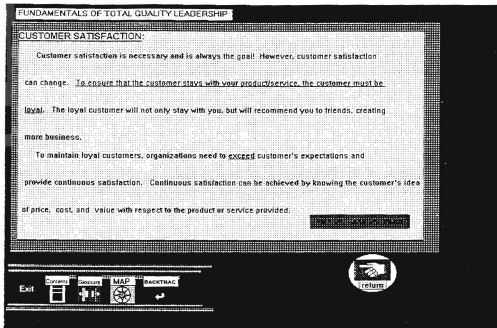 FUNDAMENTALS OF TOTAL QUALITY LEADERSHIP
CUSTOMER SATISFACTION:
Customer satisfaction is necessary and is always the goal! However, customer satisfaction
can change. To ensure that the customer stays with your product/service, the customer must be
loyal. The loyal customer will not only stay with you, but will recommend you to friends, creating
more business.
To maintain loyal customers, organizations need to exceed customer's expectations and
provide continuous satisfaction. Continuous satisfaction can be achieved by knowing the customer's idea
of price, cost, and value with respect to the product or service provided.
Exit
Contents
Glossary
MAP
BACKTRAC
return